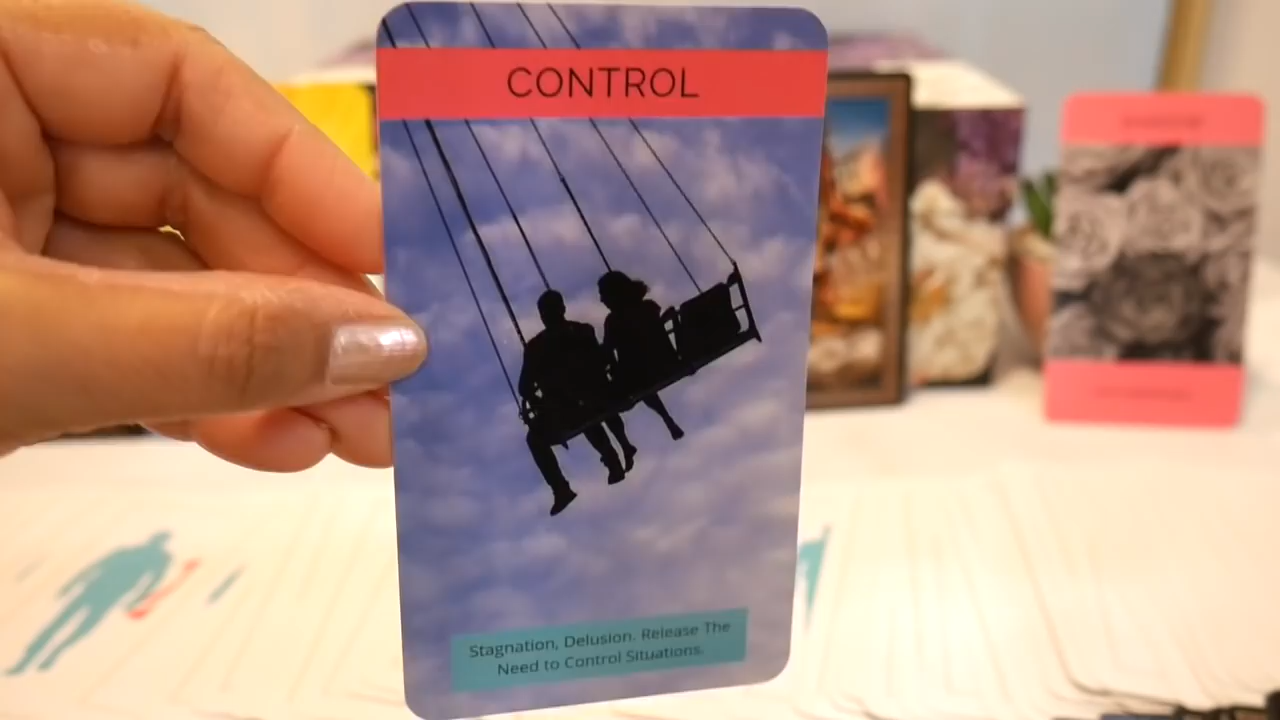 CONTROL
Stagnation, Delusion. Release The
Need to Control Situations.